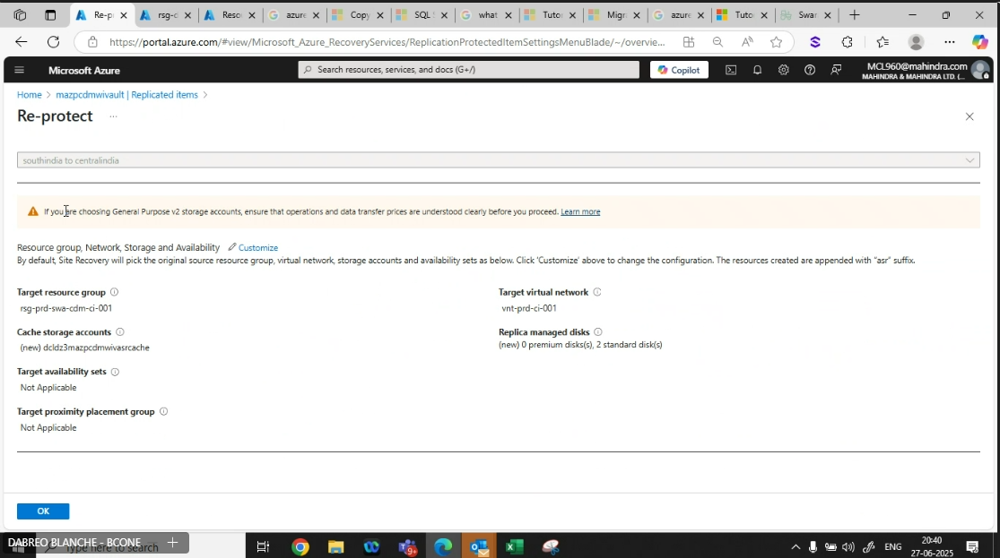 Re-pr
rsg-c
Resor
azure
Copy
SQL
what
Tuto
Migr
azure
Tuto
Swar
https://portal.azure.com/#view/Microsoft_Azure_RecoveryServices/ReplicationProtectedItemSettingsMenuBlade/~/overvie...
Microsoft Azure
Search resources, services, and docs (G+/)
Copilot
MCL960@mahindra.com
MAHINDRA & MAHINDRA LTD. (...
Home > mazpcdmwivault | Replicated items >
Re-protect ...
southindia to centralindia
If you are choosing General Purpose v2 storage accounts, ensure that operations and data transfer prices are understood clearly before you proceed. Learn more
Resource group, Network, Storage and Availability Customize
By default, Site Recovery will pick the original source resource group, virtual network, storage accounts and availability sets as below. Click 'Customize' above to change the configuration. The resources created are appended with "asr" suffix.
Target resource group
rsg-prd-swa-cdm-ci-001
Target virtual network
vnt-prd-ci-001
Cache storage accounts
(new) dcldz3mazpcdmwivasrcache
Replica managed disks
(new) 0 premium disks(s), 2 standard disk(s)
Target availability sets
Not Applicable
Target proximity placement group
Not Applicable
OK
DABREO BLANCHE - BCONE
Type here to search
ENG
20:40
27-06-2025